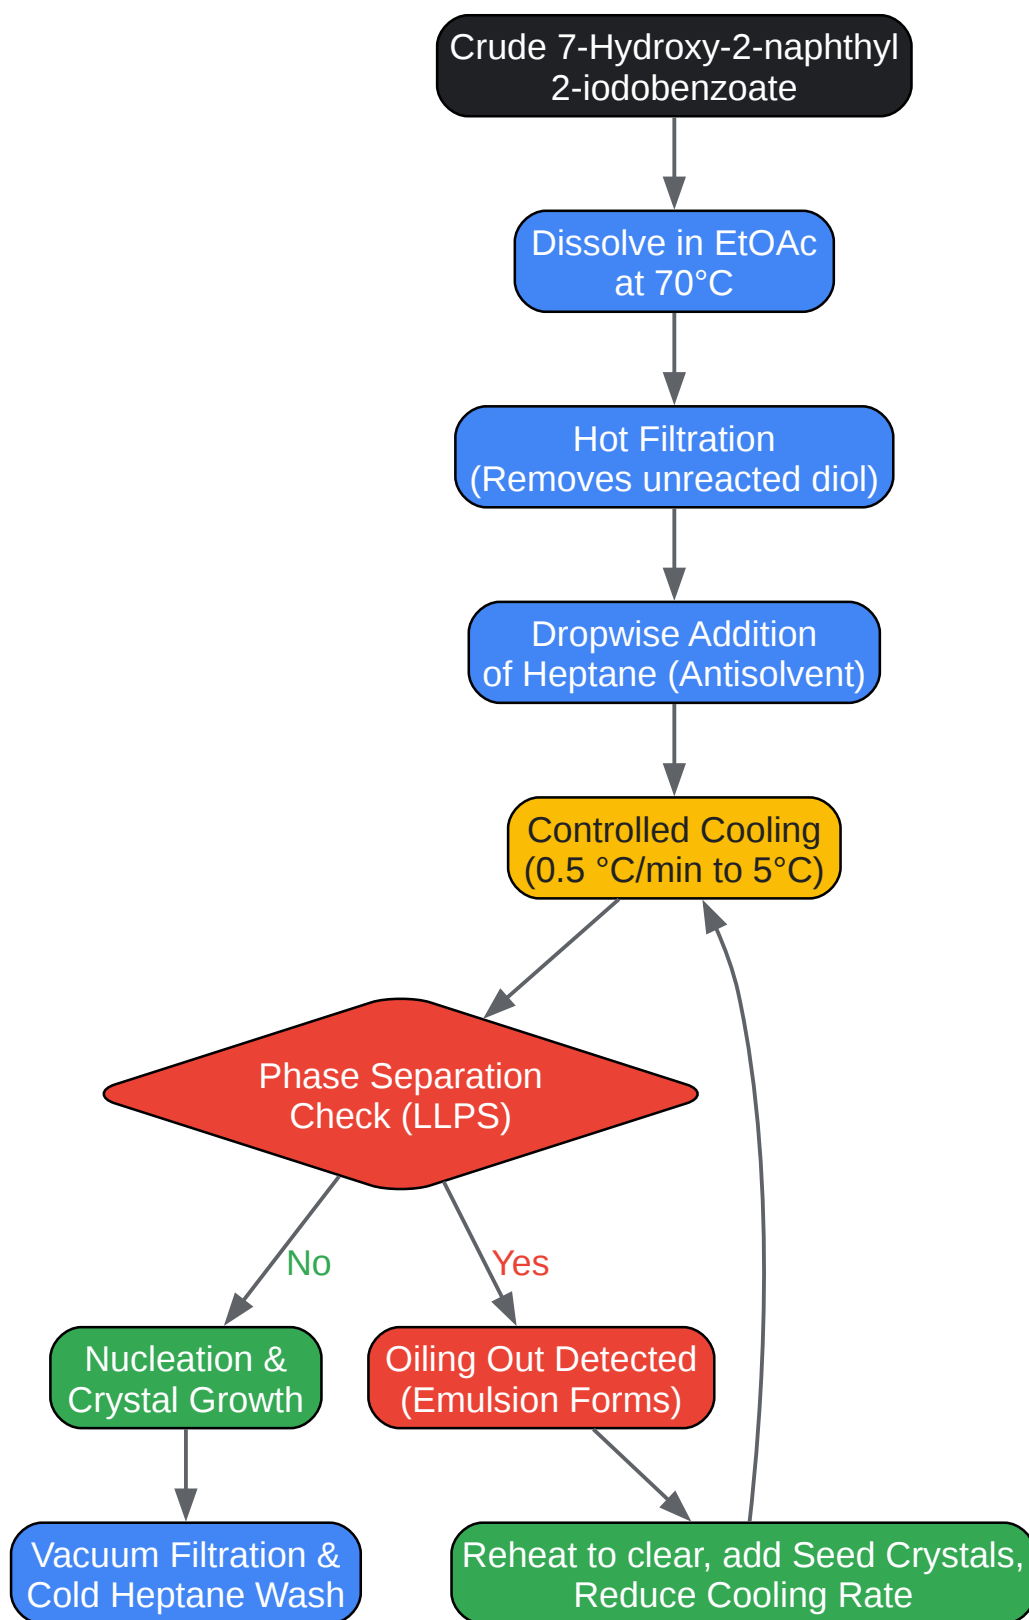 Crude 7-Hydroxy-2-naphthyl
2-iodobenzoate
Dissolve in EtOAc
at 70°C
Hot Filtration
(Removes unreacted diol)
Dropwise Addition
of Heptane (Antisolvent)
Controlled Cooling
(0.5 °C/min to 5°C)
Phase Separation
Check (LLPS)
No
Yes
Nucleation &
Crystal Growth
Oiling Out Detected
(Emulsion Forms)
Vacuum Filtration &
Cold Heptane Wash
Reheat to clear, add Seed Crystals,
Reduce Cooling Rate